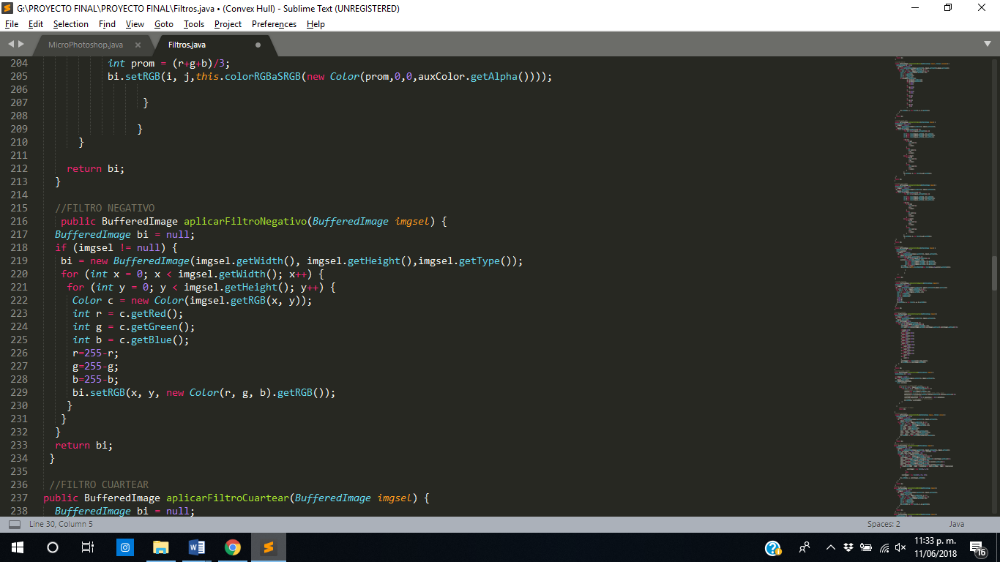 G:\PROYECTO FINAL\PROYECTO FINAL\Filtros.java • (Convex Hull) - Sublime Text (UNREGISTERED)
File Edit Selection Find View Goto Tools Project Preferences Help
MicroPhotoshop.java × Filtros.java
204 int prom = (r+g+b)/3;
205 bi.setRGB(i, j,this.colorRGBaSRGB(new Color(prom,0,0,auxColor.getAlpha())));
206
207 }
208
209 }
210 }
211
212 return bi;
213 }
214
215 //FILTRO NEGATIVO
216 public BufferedImage aplicarFiltroNegativo(BufferedImage imgsel) {
217 BufferedImage bi = null;
218 if (imgsel != null) {
219 bi = new BufferedImage(imgsel.getWidth(), imgsel.getHeight(),imgsel.getType());
220 for (int x = 0; x < imgsel.getWidth(); x++) {
221 for (int y = 0; y < imgsel.getHeight(); y++) {
222 Color c = new Color(imgsel.getRGB(x, y));
223 int r = c.getRed();
224 int g = c.getGreen();
225 int b = c.getBlue();
226 r=255-r;
227 g=255-g;
228 b=255-b;
229 bi.setRGB(x, y, new Color(r, g, b).getRGB());
230 }
231 }
232 }
233 return bi;
234 }
235
236 //FILTRO CUARTEAR
237 public BufferedImage aplicarFiltroCuartear(BufferedImage imgsel) {
238 BufferedImage bi = null;
Line 30, Column 5 Spaces: 2 Java
11:33 p. m.
11/06/2018
16